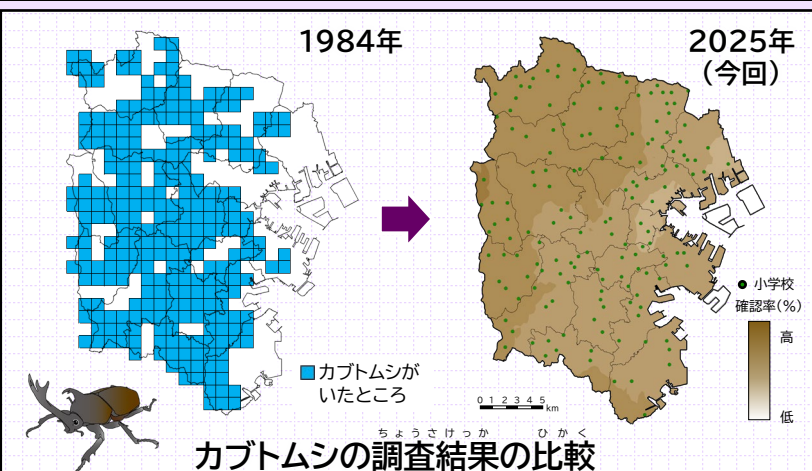 1984年
2025年
(今回)
小学校
確認率(%)
高
低
カブトムシが
いたところ
0 1 2 3 4 5
km
ちょうさけっか ひかく
カブトムシの調査結果の比較